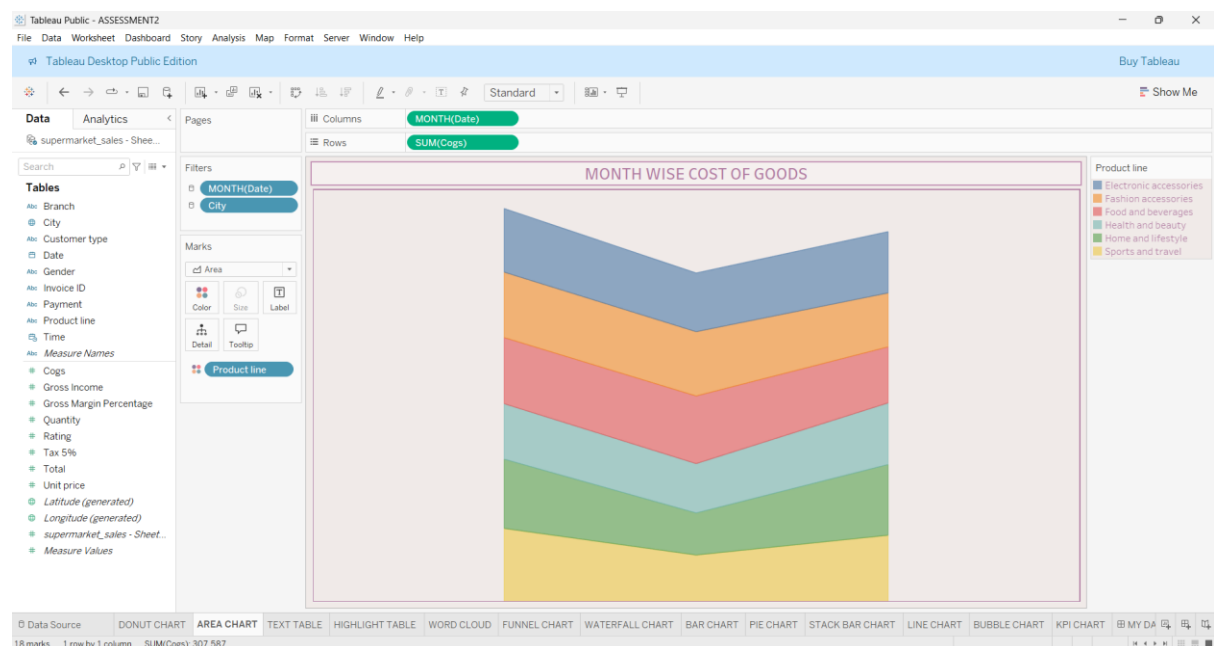 Tableau Public - ASSESSMENT2
File Data Worksheet Dashboard Story Analysis Map Format Server Window Help
Tableau Desktop Public Edition Buy Tableau
Standard Show Me
Data Analytics Pages Columns MONTH(Date)
supermarket_sales - Shee... Rows SUM(Cogs)
Search
Tables
Abc Branch
City
Abc Customer type
Date
Abc Gender
Abc Invoice ID
Abc Payment
Abc Product line
Time
Abc Measure Names
# Cogs
# Gross Income
# Gross Margin Percentage
# Quantity
# Rating
# Tax 5%
# Total
# Unit price
Latitude (generated)
Longitude (generated)
# supermarket_sales - Sheet...
# Measure Values
Filters
MONTH(Date)
City
Marks
Area
Color Size Label
Detail Tooltip
Product line
MONTH WISE COST OF GOODS
Product line
Electronic accessories
Fashion accessories
Food and beverages
Health and beauty
Home and lifestyle
Sports and travel
Data Source DONUT CHART AREA CHART TEXT TABLE HIGHLIGHT TABLE WORD CLOUD FUNNEL CHART WATERFALL CHART BAR CHART PIE CHART STACK BAR CHART LINE CHART BUBBLE CHART KPI CHART MY DA
18 marks 1 row by 1 column SUM(Cogs): 307,587